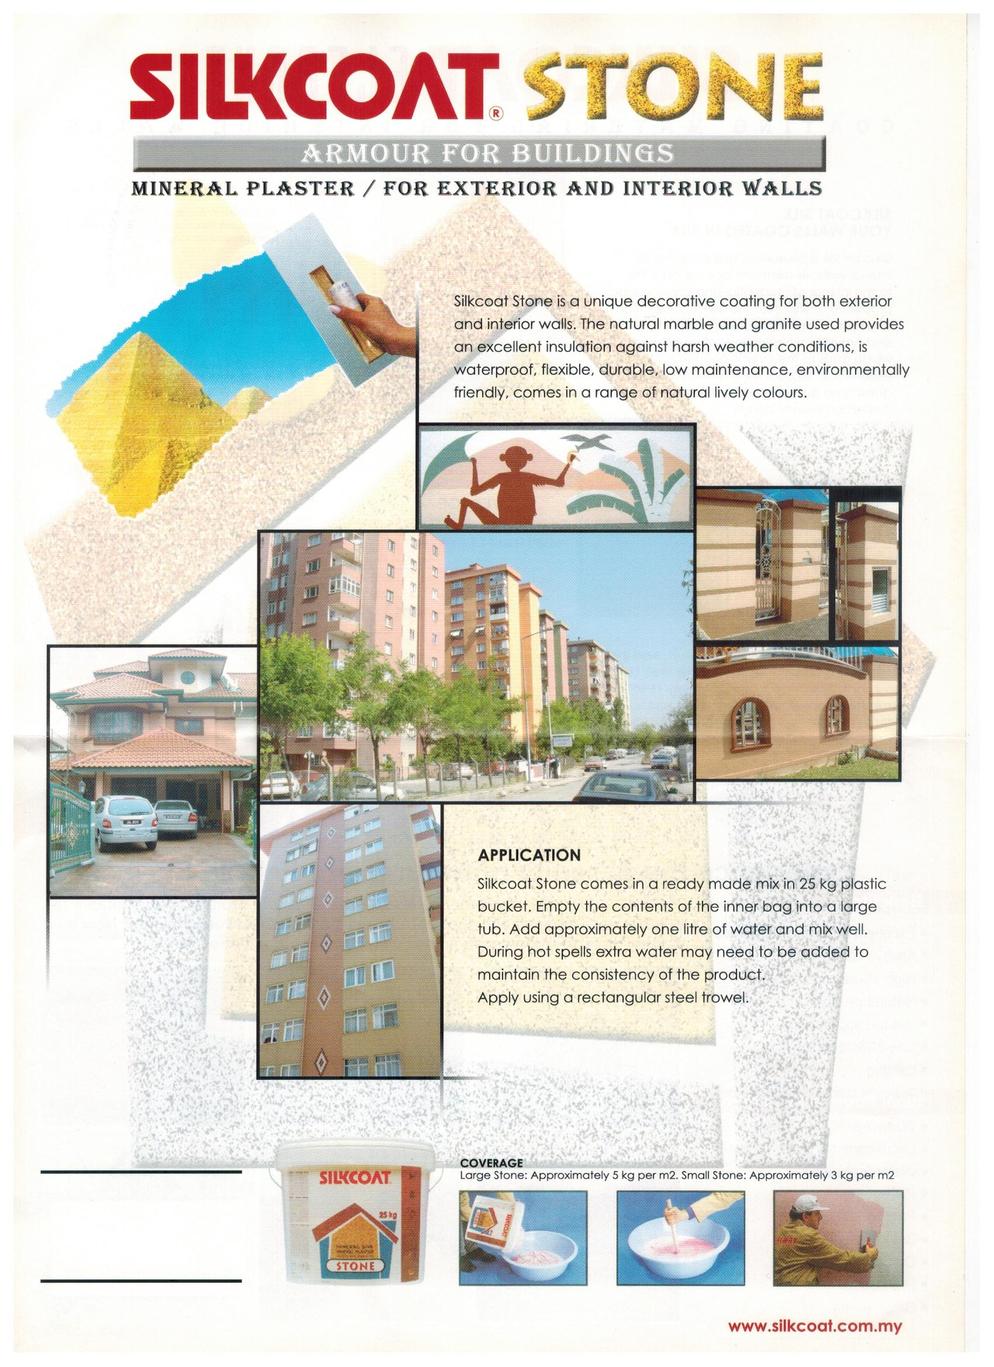 SILKCOAT® STONE
ARMOUR FOR BUILDINGS
MINERAL PLASTER / FOR EXTERIOR AND INTERIOR WALLS
Silkcoat Stone is a unique decorative coating for both exterior
and interior walls. The natural marble and granite used provides
an excellent insulation against harsh weather conditions, is
waterproof, flexible, durable, low maintenance, environmentally
friendly, comes in a range of natural lively colours.
APPLICATION
Silkcoat Stone comes in a ready made mix in 25 kg plastic
bucket. Empty the contents of the inner bag into a large
tub. Add approximately one litre of water and mix well.
During hot spells extra water may need to be added to
maintain the consistency of the product.
Apply using a rectangular steel trowel.
SILKCOAT
25 kg
STONE
COVERAGE
Large Stone: Approximately 5 kg per m2. Small Stone: Approximately 3 kg per m2
www.silkcoat.com.my